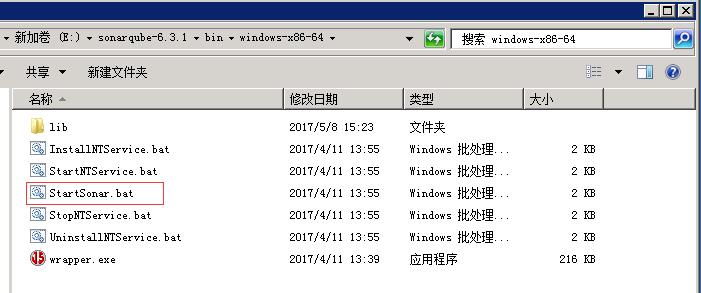 新加卷 (E:) sonarqube-6.3.1 bin windows-x86-64 搜索 windows-x86-64
共享 新建文件夹
名称 修改日期 类型 大小
lib 2017/5/8 15:23 文件夹
InstallNTService.bat 2017/4/11 13:55 Windows 批处理... 2 KB
StartNTService.bat 2017/4/11 13:55 Windows 批处理... 2 KB
StartSonar.bat 2017/4/11 13:55 Windows 批处理... 2 KB
StopNTService.bat 2017/4/11 13:55 Windows 批处理... 2 KB
UninstallNTService.bat 2017/4/11 13:55 Windows 批处理... 2 KB
wrapper.exe 2017/4/11 13:39 应用程序 216 KB